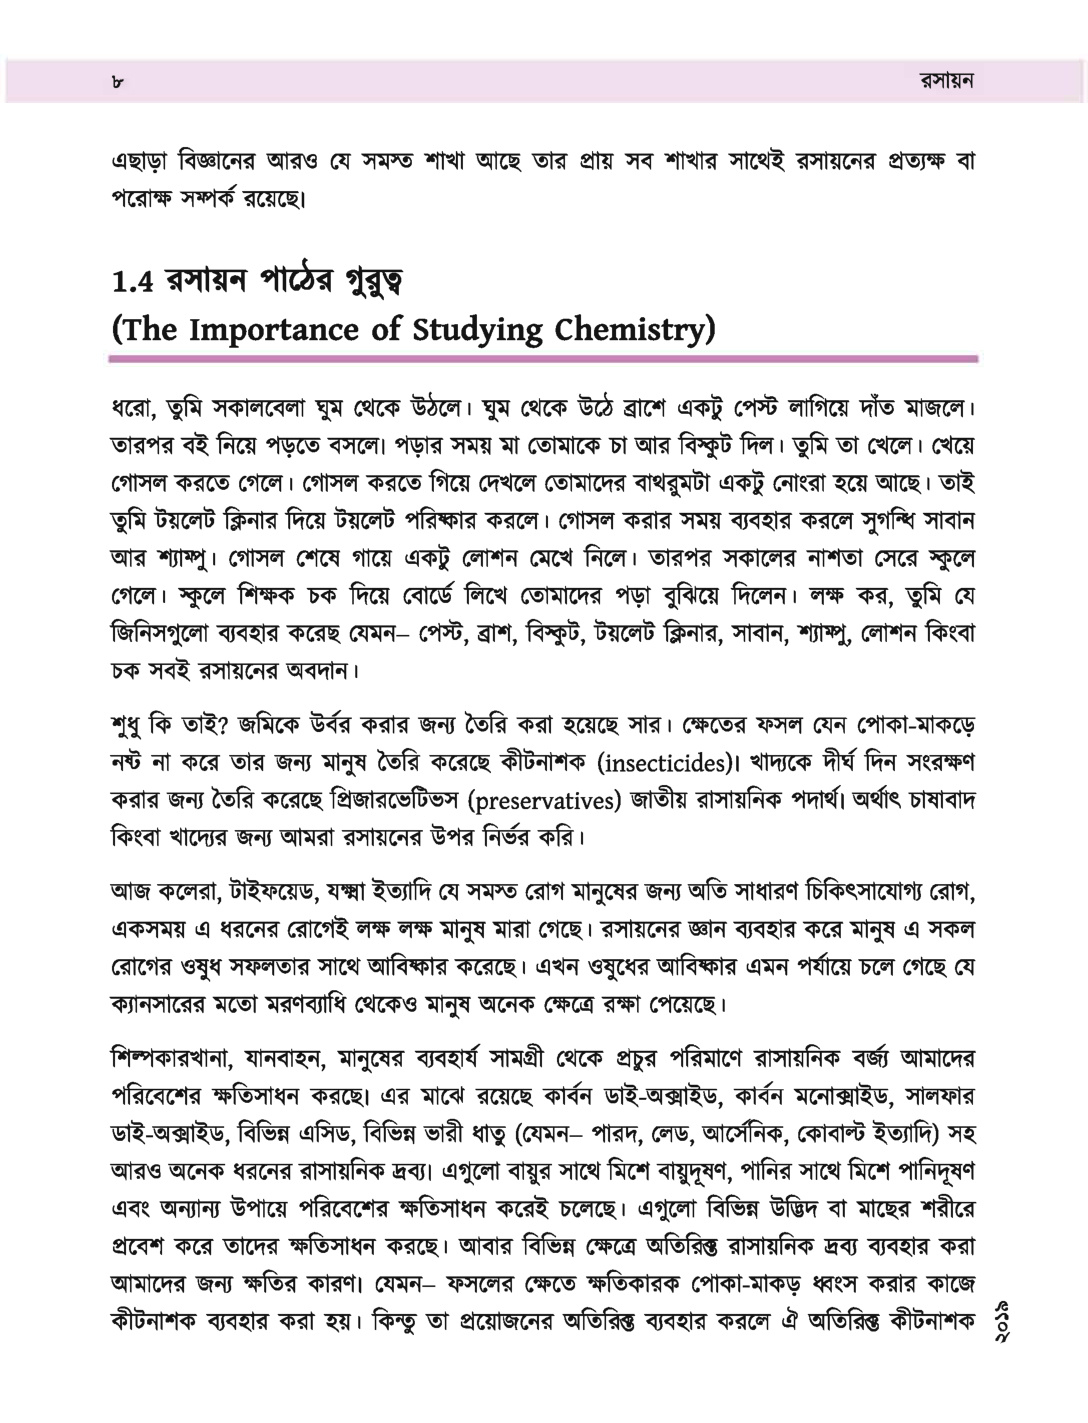 ৮ রসায়ন
এছাড়া বিজ্ঞানের আরও যে সমস্ত শাখা আছে তার প্রায় সব শাখার সাথেই রসায়নের প্রত্যক্ষ বা
পরোক্ষ সম্পর্ক রয়েছে।
1.4 রসায়ন পাঠের গুরুত্ব
(The Importance of Studying Chemistry)
ধরো, তুমি সকালবেলা ঘুম থেকে উঠলে। ঘুম থেকে উঠে ব্রাশে একটু পেস্ট লাগিয়ে দাঁত মাজলে।
তারপর বই নিয়ে পড়তে বসলে। পড়ার সময় মা তোমাকে চা আর বিস্কুট দিল। তুমি তা খেলে। খেয়ে
গোসল করতে গেলে। গোসল করতে গিয়ে দেখলে তোমাদের বাথরুমটা একটু নোংরা হয়ে আছে। তাই
তুমি টয়লেট ক্লিনার দিয়ে টয়লেট পরিষ্কার করলে। গোসল করার সময় ব্যবহার করলে সুগন্ধি সাবান
আর শ্যাম্পু। গোসল শেষে গায়ে একটু লোশন মেখে নিলে। তারপর সকালের নাশতা সেরে স্কুলে
গেলে। স্কুলে শিক্ষক চক দিয়ে বোর্ডে লিখে তোমাদের পড়া বুঝিয়ে দিলেন। লক্ষ কর, তুমি যে
জিনিসগুলো ব্যবহার করেছ যেমন– পেস্ট, ব্রাশ, বিস্কুট, টয়লেট ক্লিনার, সাবান, শ্যাম্পু, লোশন কিংবা
চক সবই রসায়নের অবদান।
শুধু কি তাই? জমিকে উর্বর করার জন্য তৈরি করা হয়েছে সার। ক্ষেতের ফসল যেন পোকা-মাকড়ে
নষ্ট না করে তার জন্য মানুষ তৈরি করেছে কীটনাশক (insecticides)। খাদ্যকে দীর্ঘ দিন সংরক্ষণ
করার জন্য তৈরি করেছে প্রিজারভেটিভস (preservatives) জাতীয় রাসায়নিক পদার্থ। অর্থাৎ চাষাবাদ
কিংবা খাদ্যের জন্য আমরা রসায়নের উপর নির্ভর করি।
আজ কলেরা, টাইফয়েড, যক্ষ্মা ইত্যাদি যে সমস্ত রোগ মানুষের জন্য অতি সাধারণ চিকিৎসাযোগ্য রোগ,
একসময় এ ধরনের রোগেই লক্ষ লক্ষ মানুষ মারা গেছে। রসায়নের জ্ঞান ব্যবহার করে মানুষ এ সকল
রোগের ওষুধ সফলতার সাথে আবিষ্কার করেছে। এখন ওষুধের আবিষ্কার এমন পর্যায়ে চলে গেছে যে
ক্যানসারের মতো মরণব্যাধি থেকেও মানুষ অনেক ক্ষেত্রে রক্ষা পেয়েছে।
শিল্পকারখানা, যানবাহন, মানুষের ব্যবহার্য সামগ্রী থেকে প্রচুর পরিমাণে রাসায়নিক বর্জ্য আমাদের
পরিবেশের ক্ষতিসাধন করছে। এর মাঝে রয়েছে কার্বন ডাই-অক্সাইড, কার্বন মনোক্সাইড, সালফার
ডাই-অক্সাইড, বিভিন্ন এসিড, বিভিন্ন ভারী ধাতু (যেমন– পারদ, লেড, আর্সেনিক, কোবাল্ট ইত্যাদি) সহ
আরও অনেক ধরনের রাসায়নিক দ্রব্য। এগুলো বায়ুর সাথে মিশে বায়ুদূষণ, পানির সাথে মিশে পানিদূষণ
এবং অন্যান্য উপায়ে পরিবেশের ক্ষতিসাধন করেই চলেছে। এগুলো বিভিন্ন উদ্ভিদ বা মাছের শরীরে
প্রবেশ করে তাদের ক্ষতিসাধন করছে। আবার বিভিন্ন ক্ষেত্রে অতিরিক্ত রাসায়নিক দ্রব্য ব্যবহার করা
আমাদের জন্য ক্ষতির কারণ। যেমন– ফসলের ক্ষেতে ক্ষতিকারক পোকা-মাকড় ধ্বংস করার কাজে
কীটনাশক ব্যবহার করা হয়। কিন্তু তা প্রয়োজনের অতিরিক্ত ব্যবহার করলে ঐ অতিরিক্ত কীটনাশক
২০১৯